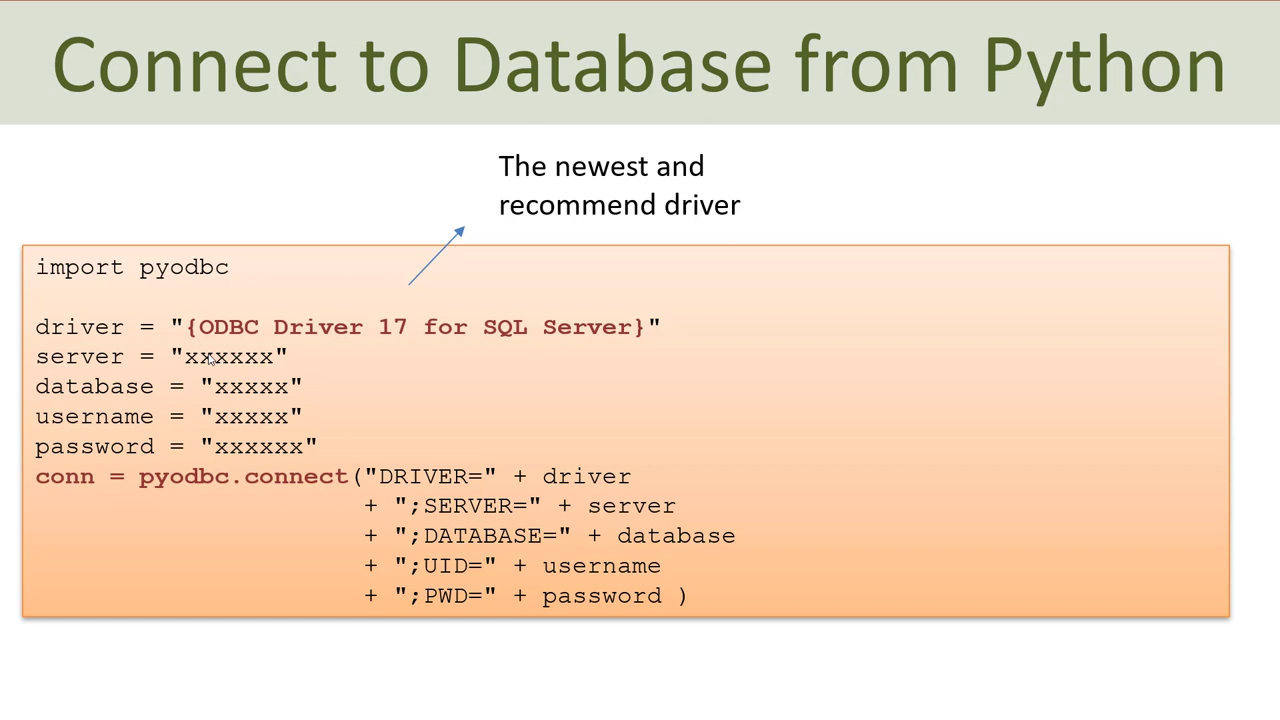 Connect to Database from Python
The newest and
recommend driver
import pyodbc
driver = "{ODBC Driver 17 for SQL Server}"
server = "xxxxxx"
database = "xxxxx"
username = "xxxxx"
password = "xxxxxx"
conn = pyodbc.connect("DRIVER=" + driver
+ ";SERVER=" + server
+ ";DATABASE=" + database
+ ";UID=" + username
+ ";PWD=" + password )